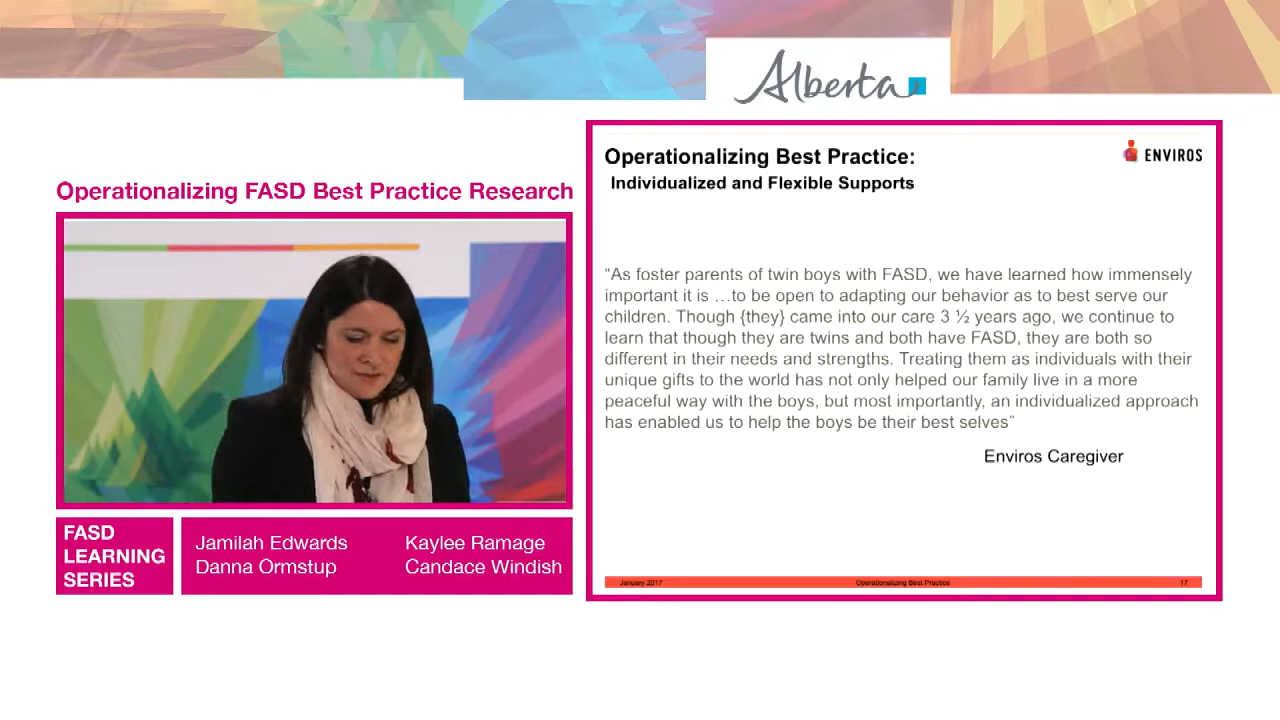 Alberta
Operationalizing FASD Best Practice Research
FASD
LEARNING
SERIES
Jamilah Edwards
Danna Ormstup
Kaylee Ramage
Candace Windish
Operationalizing Best Practice:
Individualized and Flexible Supports
ENVIROS
“As foster parents of twin boys with FASD, we have learned how immensely
important it is …to be open to adapting our behavior as to best serve our
children. Though {they} came into our care 3 ½ years ago, we continue to
learn that though they are twins and both have FASD, they are both so
different in their needs and strengths. Treating them as individuals with their
unique gifts to the world has not only helped our family live in a more
peaceful way with the boys, but most importantly, an individualized approach
has enabled us to help the boys be their best selves”
Enviros Caregiver
January 2017
Operationalizing Best Practice
17